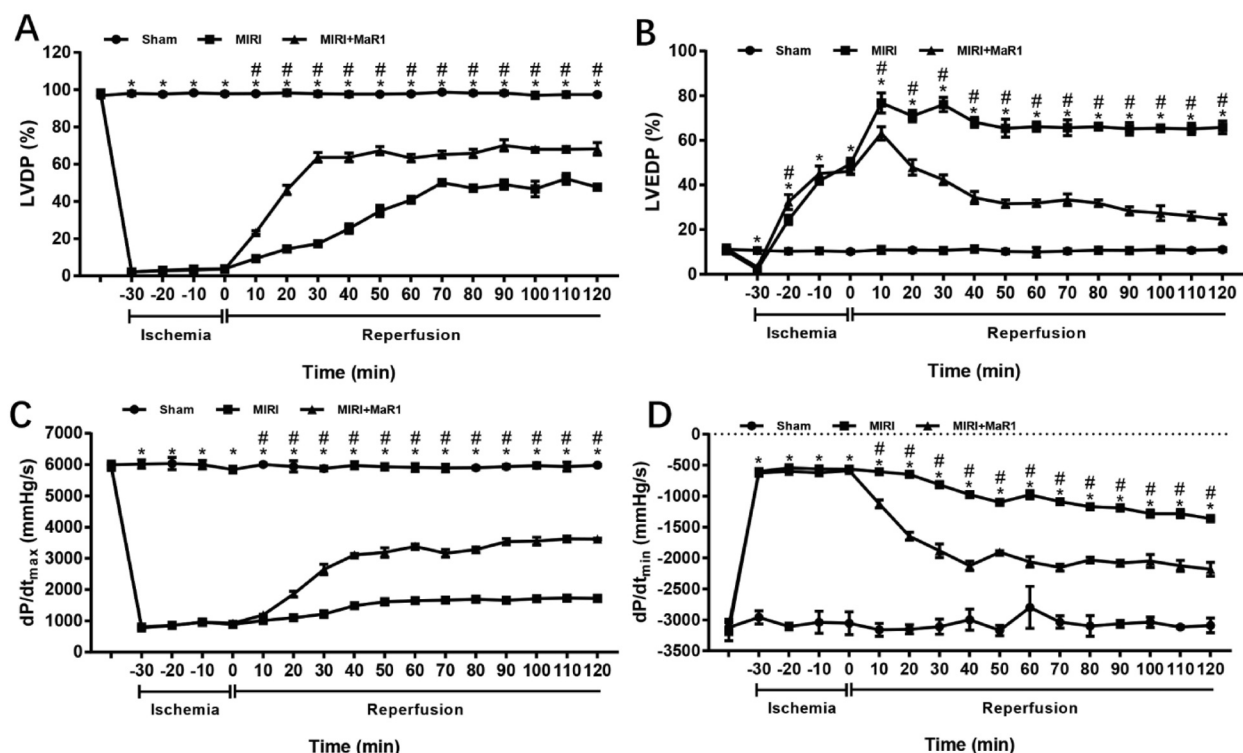 A
Sham MIRI MIRI+MaR1
LVDP (%)
120
100
80
60
40
20
0
* * * * # # # # # # # # # # # #
* * * * * * * * * * * *
-30 -20 -10 0 10 20 30 40 50 60 70 80 90 100 110 120
Ischemia Reperfusion
Time (min)
B
Sham MIRI MIRI+MaR1
LVEDP (%)
100
80
60
40
20
0
* # * * # # # # # # # # # # # #
* * * * * * * * * * * * *
-30 -20 -10 0 10 20 30 40 50 60 70 80 90 100 110 120
Ischemia Reperfusion
Time (min)
C
Sham MIRI MIRI+MaR1
dP/dtmax (mmHg/s)
7000
6000
5000
4000
3000
2000
1000
0
* * * * # # # # # # # # # # # #
* * * * * * * * * * * *
-30 -20 -10 0 10 20 30 40 50 60 70 80 90 100 110 120
Ischemia Reperfusion
Time (min)
D
Sham MIRI MIRI+MaR1
dP/dtmin (mmHg/s)
0
-500
-1000
-1500
-2000
-2500
-3000
-3500
* * * * # # # # # # # # # # # #
* * * * * * * * * * * *
-30 -20 -10 0 10 20 30 40 50 60 70 80 90 100 110 120
Ischemia Reperfusion
Time (min)